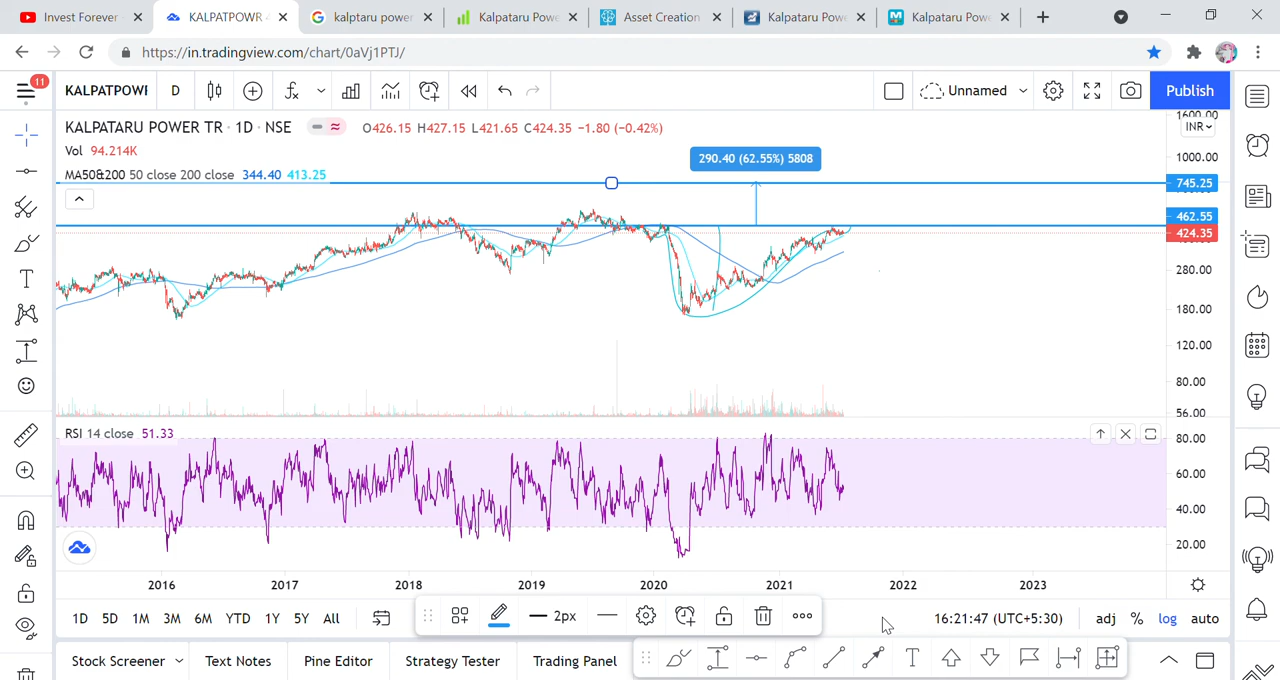 Invest Forever
KALPATPOWR
kalptaru power
Kalpataru Powe
Asset Creation
Kalpataru Powe
Kalpataru Powe
https://in.tradingview.com/chart/0aVj1PTJ/
11
KALPATPOWI
D
Unnamed
Publish
KALPATARU POWER TR · 1D · NSE
O426.15 H427.15 L421.65 C424.35 −1.80 (−0.42%)
Vol 94.214K
MA50&200 50 close 200 close 344.40 413.25
290.40 (62.55%) 5808
1600.00
INR
1000.00
745.25
462.55
424.35
280.00
180.00
120.00
80.00
56.00
RSI 14 close 51.33
80.00
60.00
40.00
20.00
2016 2017 2018 2019 2020 2021 2022 2023
1D 5D 1M 3M 6M YTD 1Y 5Y All
2px
16:21:47 (UTC+5:30)
adj % log auto
Stock Screener
Text Notes
Pine Editor
Strategy Tester
Trading Panel